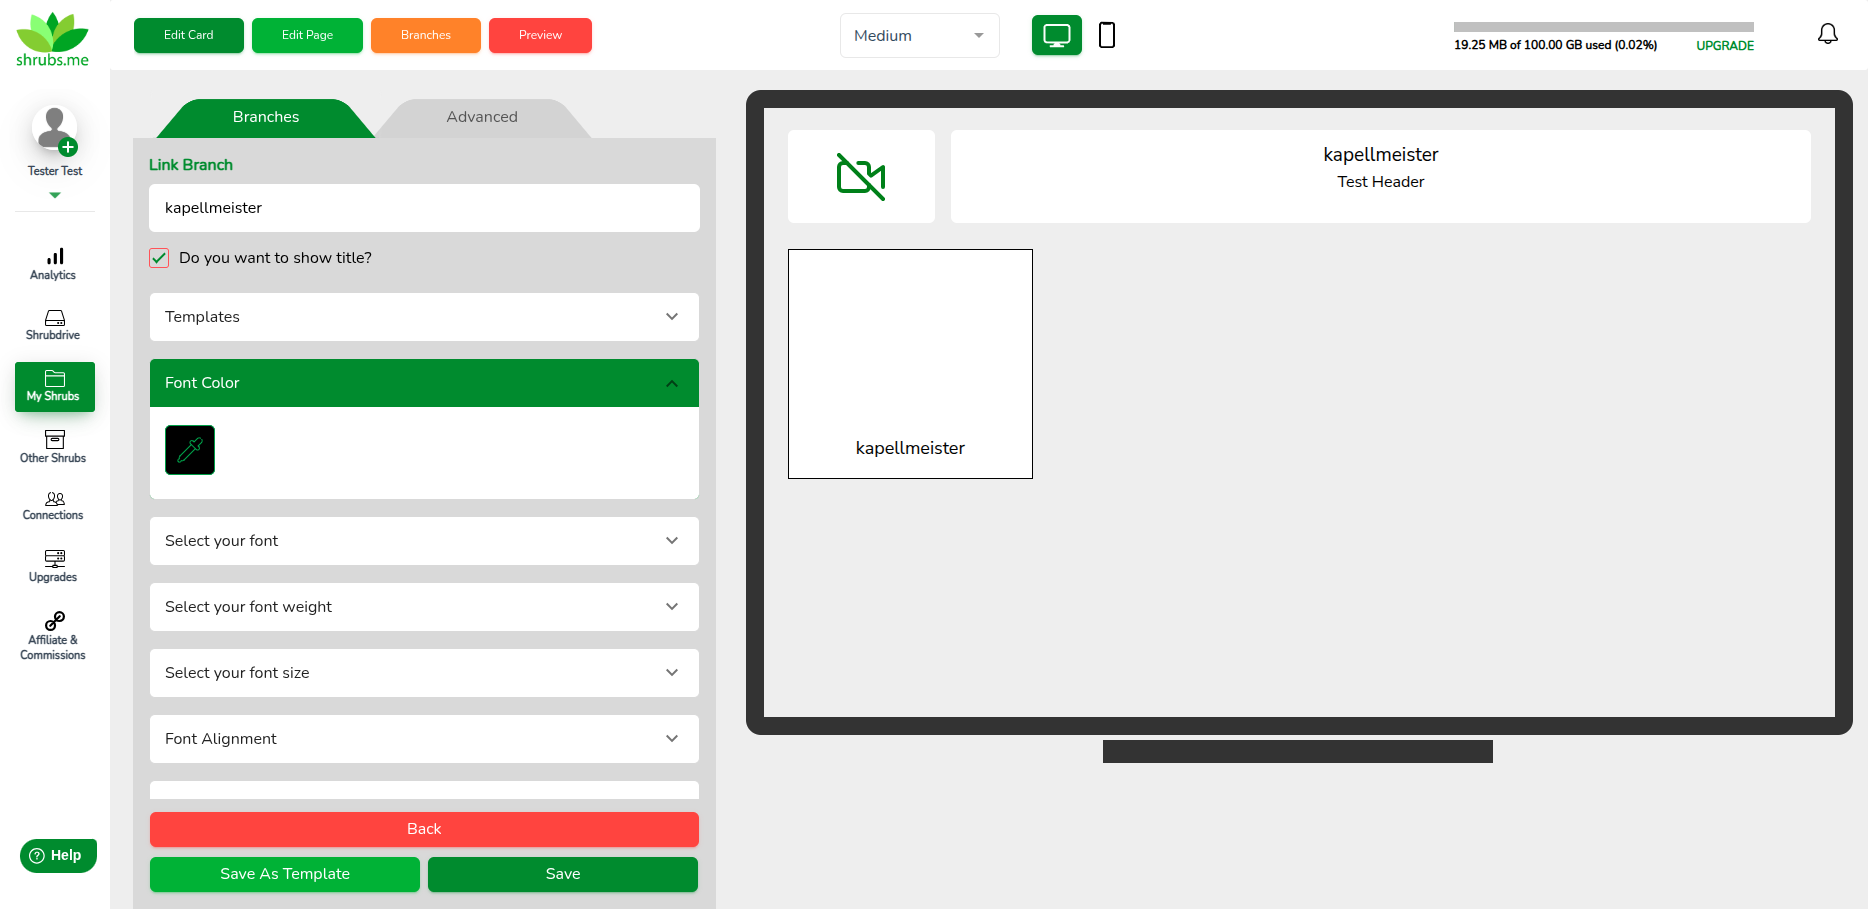 shrubs.me
Edit Card
Edit Page
Branches
Preview
Medium
19.25 MB of 100.00 GB used (0.02%)
UPGRADE
Tester Test
Analytics
Shrubdrive
My Shrubs
Other Shrubs
Connections
Upgrades
Affiliate &
Commissions
Help
Branches
Advanced
Link Branch
kapellmeister
Do you want to show title?
Templates
Font Color
Select your font
Select your font weight
Select your font size
Font Alignment
Back
Save As Template
Save
kapellmeister
Test Header
kapellmeister